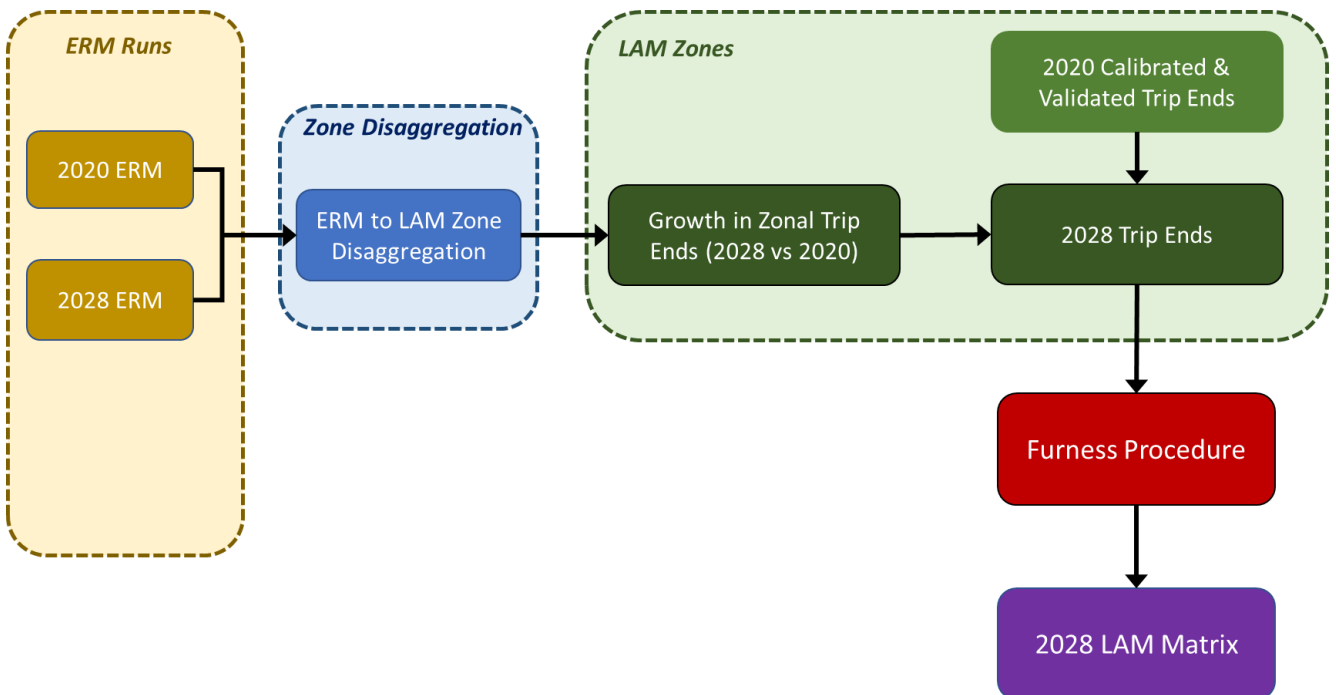 ERM Runs
2020 ERM
2028 ERM
Zone Disaggregation
ERM to LAM Zone
Disaggregation
LAM Zones
2020 Calibrated &
Validated Trip Ends
Growth in Zonal Trip
Ends (2028 vs 2020)
2028 Trip Ends
Furness Procedure
2028 LAM Matrix